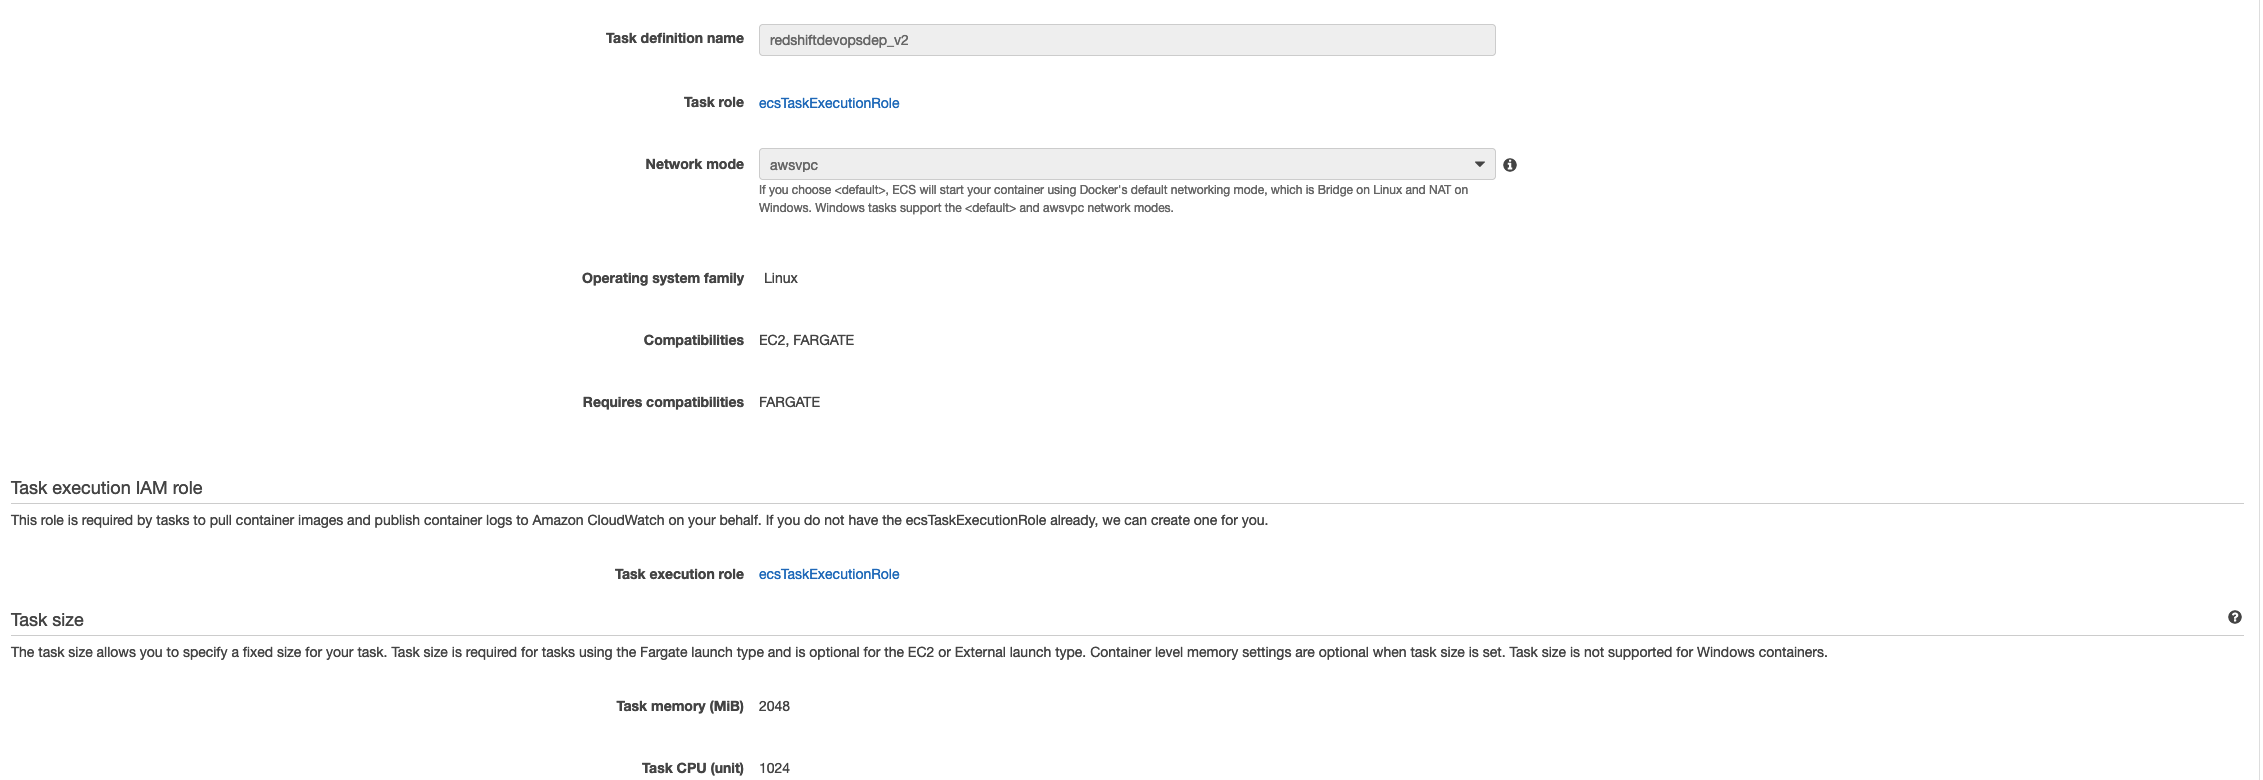 Task definition name redshiftdevopsdep_v2
Task role ecsTaskExecutionRole
Network mode awsvpc
If you choose <default>, ECS will start your container using Docker's default networking mode, which is Bridge on Linux and NAT on
Windows. Windows tasks support the <default> and awsvpc network modes.
Operating system family Linux
Compatibilities EC2, FARGATE
Requires compatibilities FARGATE
Task execution IAM role
This role is required by tasks to pull container images and publish container logs to Amazon CloudWatch on your behalf. If you do not have the ecsTaskExecutionRole already, we can create one for you.
Task execution role ecsTaskExecutionRole
Task size
The task size allows you to specify a fixed size for your task. Task size is required for tasks using the Fargate launch type and is optional for the EC2 or External launch type. Container level memory settings are optional when task size is set. Task size is not supported for Windows containers.
Task memory (MiB) 2048
Task CPU (unit) 1024